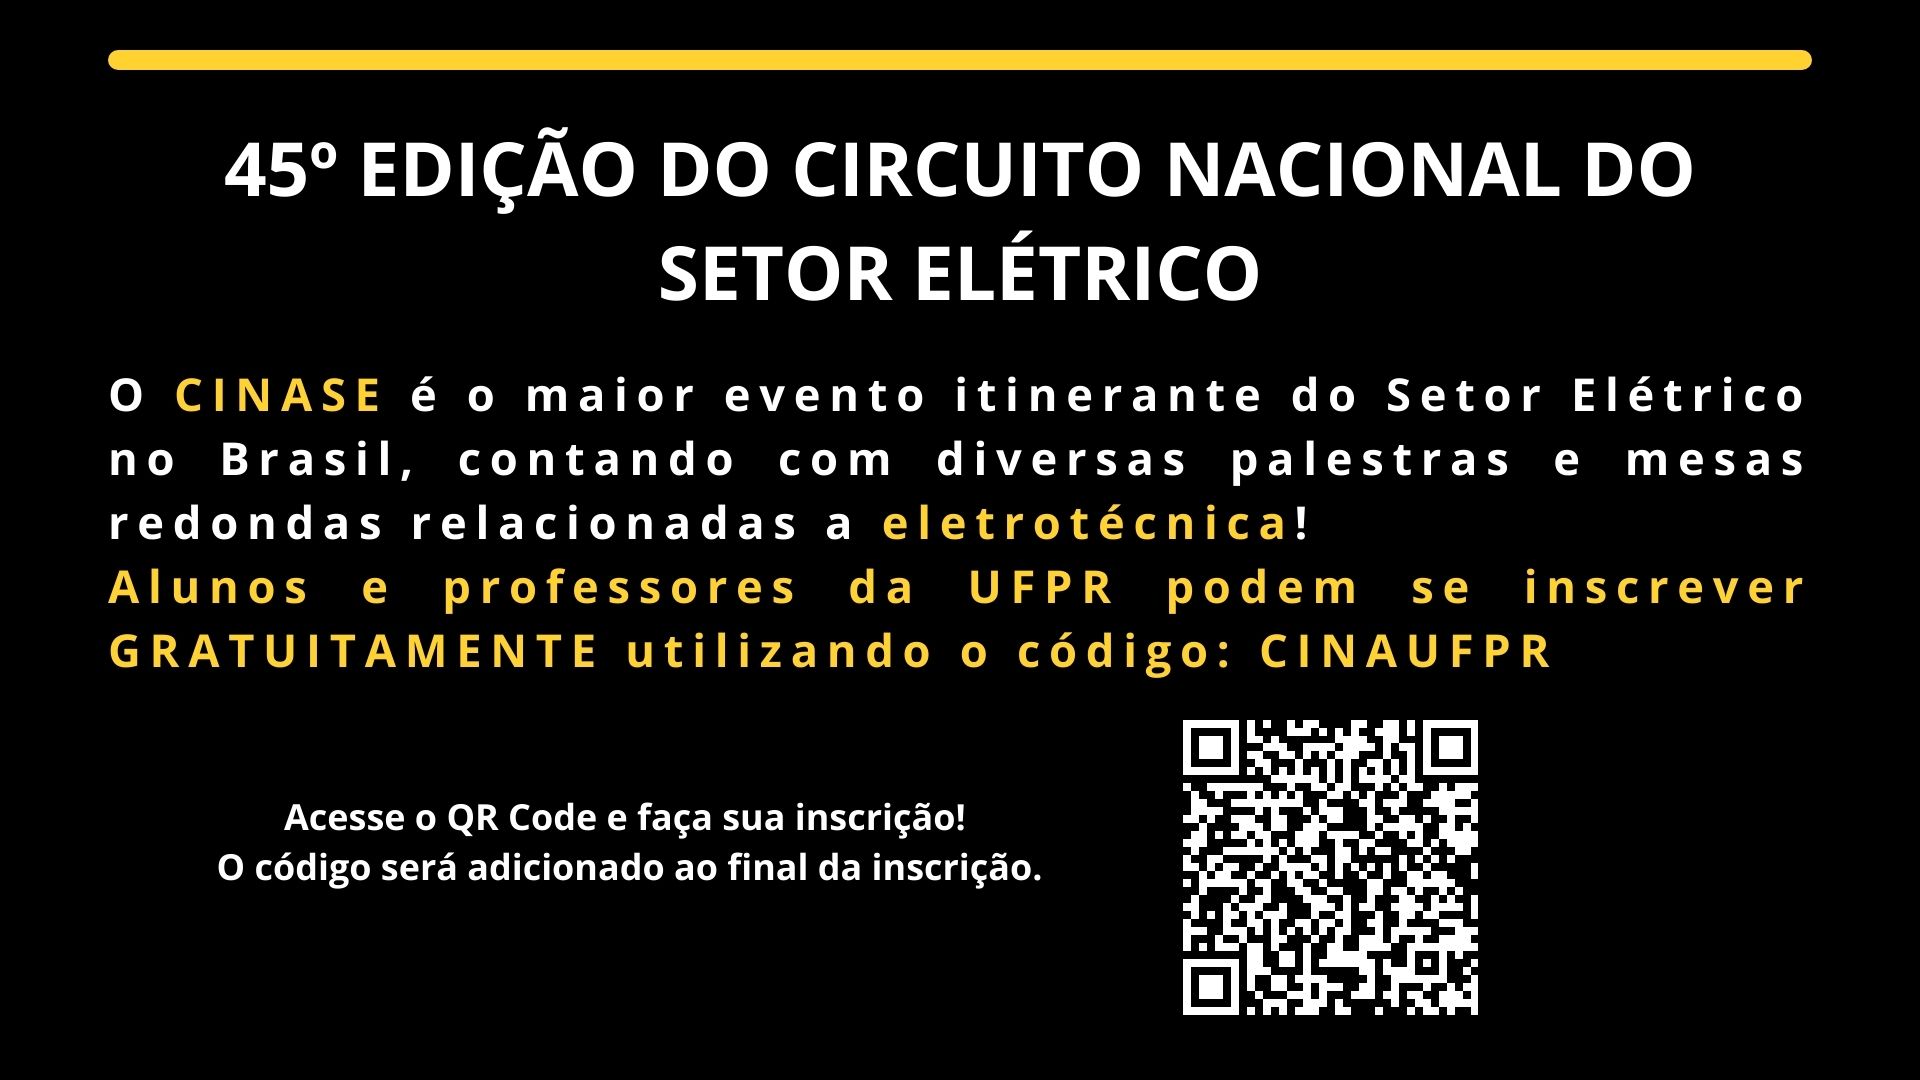 45º EDIÇÃO DO CIRCUITO NACIONAL DO
SETOR ELÉTRICO
O CINASE é o maior evento itinerante do Setor Elétrico
no Brasil, contando com diversas palestras e mesas
redondas relacionadas a eletrotécnica!
Alunos e professores da UFPR podem se inscrever
GRATUITAMENTE utilizando o código: CINAUFPR
Acesse o QR Code e faça sua inscrição!
O código será adicionado ao final da inscrição.